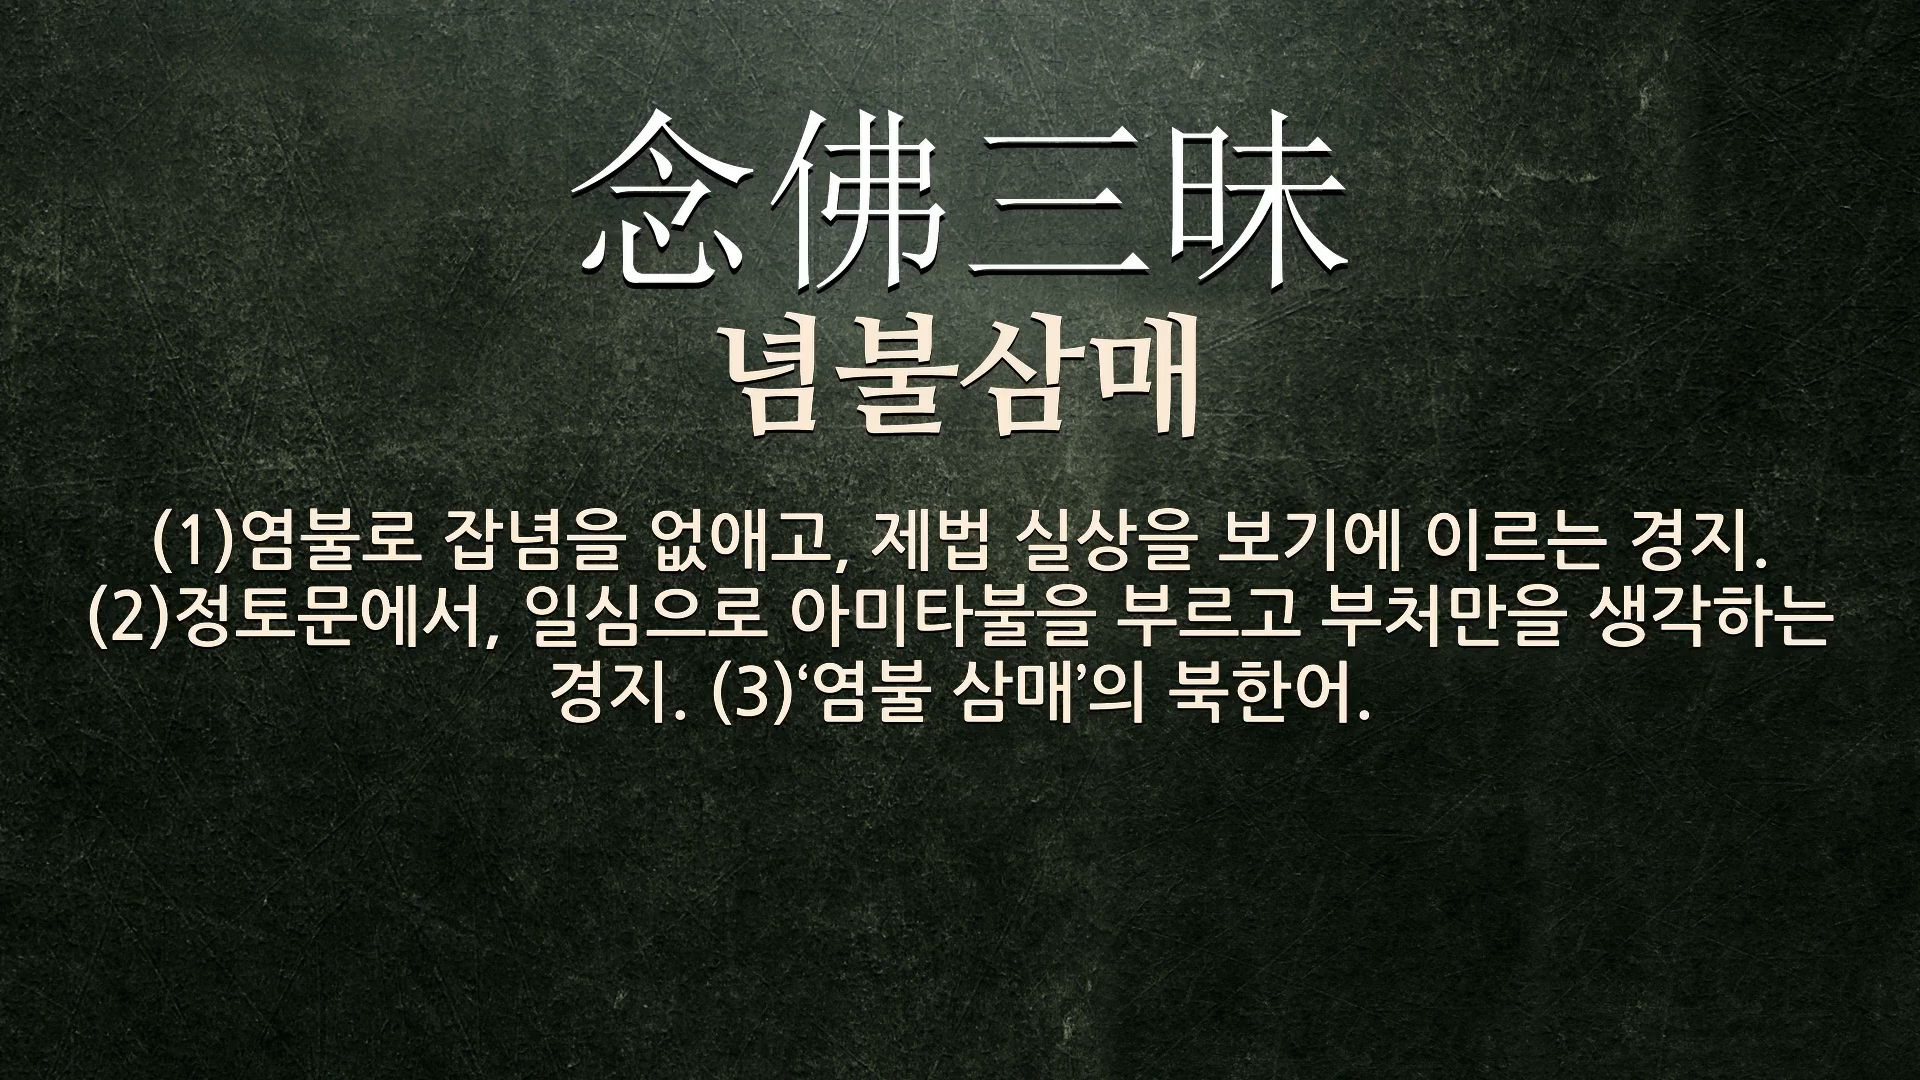 念佛三昧
념불삼매
(1)염불로 잡념을 없애고, 제법 실상을 보기에 이르는 경지.
(2)정토문에서, 일심으로 아미타불을 부르고 부처만을 생각하는
경지. (3)‘염불 삼매’의 북한어.